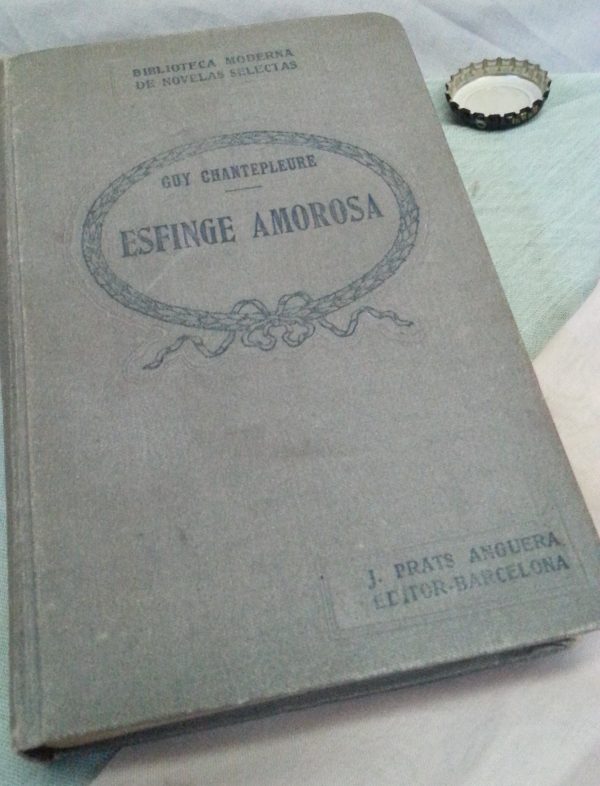 BIBLIOTECA MODERNA
DE NOVELAS SELECTAS
GUY CHANTEPLEURE
ESFINGE AMOROSA
J. PRATS ANGUERA,
EDITOR-BARCELONA